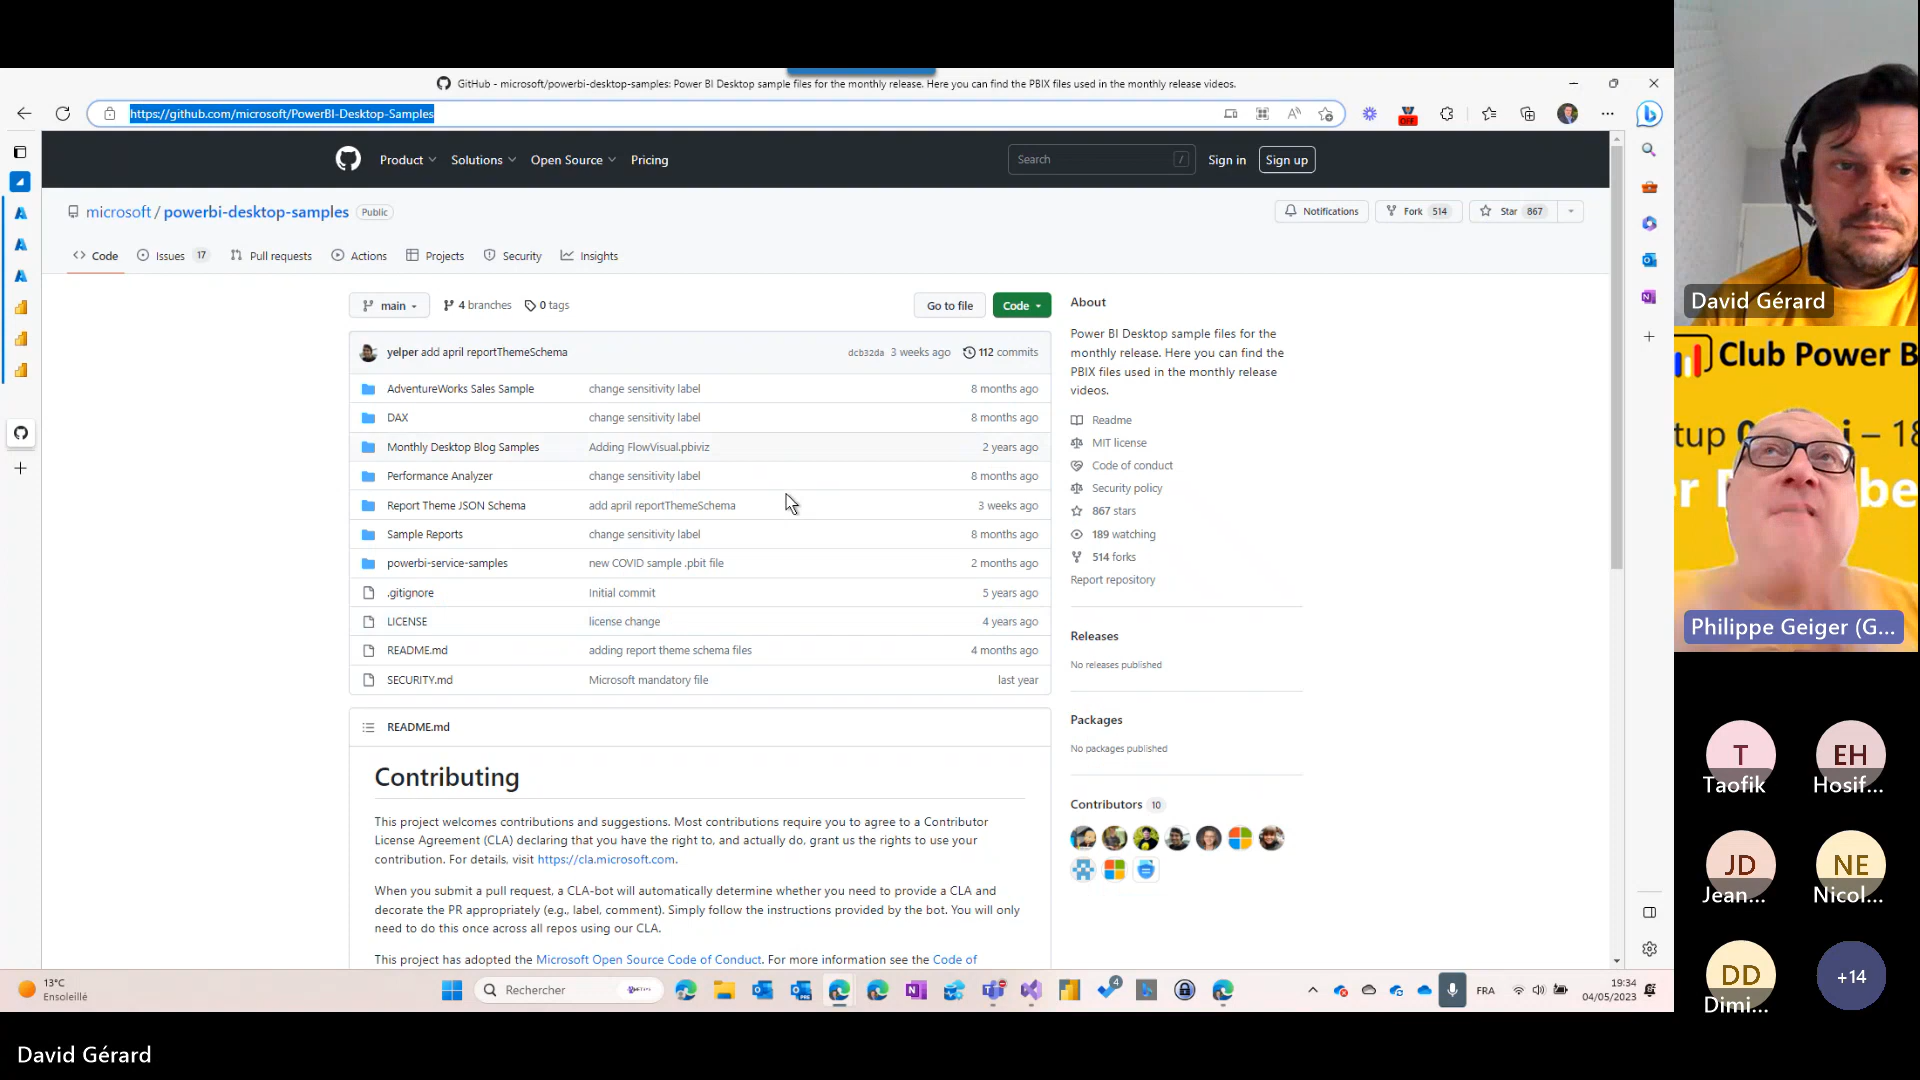 GitHub - microsoft/powerbi-desktop-samples: Power BI Desktop sample files for the monthly release. Here you can find the PBIX files used in the monthly release videos.
https://github.com/microsoft/PowerBI-Desktop-Samples
OFF
Product
Solutions
Open Source
Pricing
Search /
Sign in
Sign up
microsoft / powerbi-desktop-samples Public
Notifications
Fork 514
Star 867
Code
Issues 17
Pull requests
Actions
Projects
Security
Insights
main
4 branches
0 tags
Go to file
Code
yelper add april reportThemeSchema dcb32da 3 weeks ago 112 commits
AdventureWorks Sales Sample change sensitivity label 8 months ago
DAX change sensitivity label 8 months ago
Monthly Desktop Blog Samples Adding FlowVisual.pbiviz 2 years ago
Performance Analyzer change sensitivity label 8 months ago
Report Theme JSON Schema add april reportThemeSchema 3 weeks ago
Sample Reports change sensitivity label 8 months ago
powerbi-service-samples new COVID sample .pbit file 2 months ago
.gitignore Initial commit 5 years ago
LICENSE license change 4 years ago
README.md adding report theme schema files 4 months ago
SECURITY.md Microsoft mandatory file last year
README.md
Contributing
This project welcomes contributions and suggestions. Most contributions require you to agree to a Contributor
License Agreement (CLA) declaring that you have the right to, and actually do, grant us the rights to use your
contribution. For details, visit https://cla.microsoft.com.
When you submit a pull request, a CLA-bot will automatically determine whether you need to provide a CLA and
decorate the PR appropriately (e.g., label, comment). Simply follow the instructions provided by the bot. You will only
need to do this once across all repos using our CLA.
This project has adopted the Microsoft Open Source Code of Conduct. For more information see the Code of
About
Power BI Desktop sample files for the
monthly release. Here you can find the
PBIX files used in the monthly release
videos.
Readme
MIT license
Code of conduct
Security policy
867 stars
189 watching
514 forks
Report repository
Releases
No releases published
Packages
No packages published
Contributors 10
13°C
Ensoleillé
Rechercher
4
FRA
19:34
04/05/2023
David Gérard
Club Power B
tup
i – 18
r
be
Philippe Geiger (G...
T
Taofik
EH
Hosif...
JD
Jean...
NE
Nicol...
DD
Dimi...
+14
David Gérard